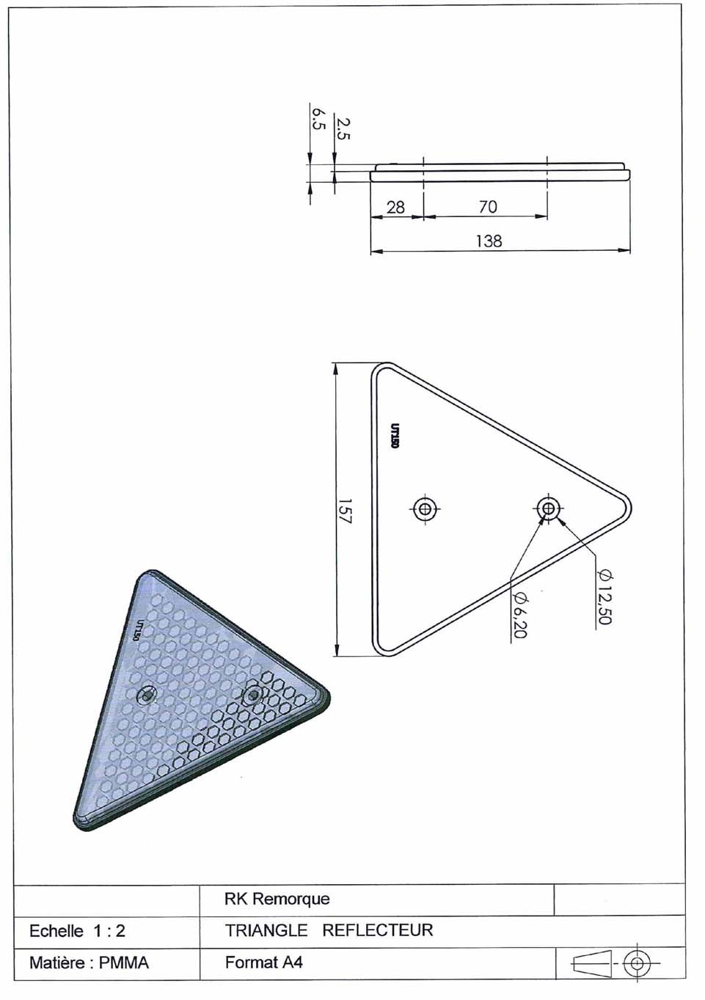 6.5
2.5
28
70
138
157
UT150
Ø12,50
Ø6,20
UT150
RK Remorque
Echelle 1 : 2
TRIANGLE REFLECTEUR
Matière : PMMA
Format A4